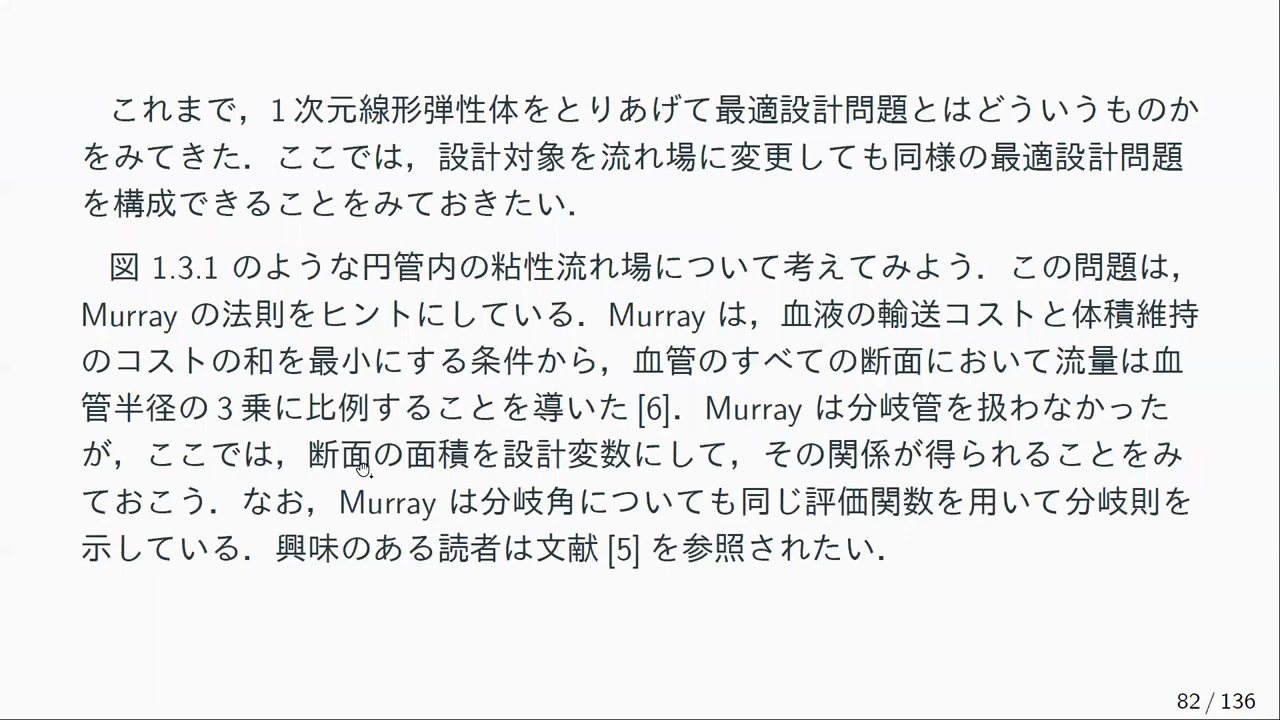 これまで，1 次元線形弾性体をとりあげて最適設計問題とはどういうものか
をみてきた．ここでは，設計対象を流れ場に変更しても同様の最適設計問題
を構成できることをみておきたい．
図 1.3.1 のような円管内の粘性流れ場について考えてみよう．この問題は，
Murray の法則をヒントにしている．Murray は，血液の輸送コストと体積維持
のコストの和を最小にする条件から，血管のすべての断面において流量は血
管半径の 3 乗に比例することを導いた [6]．Murray は分岐管を扱わなかった
が，ここでは，断面の面積を設計変数にして，その関係が得られることをみ
ておこう．なお，Murray は分岐角についても同じ評価関数を用いて分岐則を
示している．興味のある読者は文献 [5] を参照されたい．
82 / 136